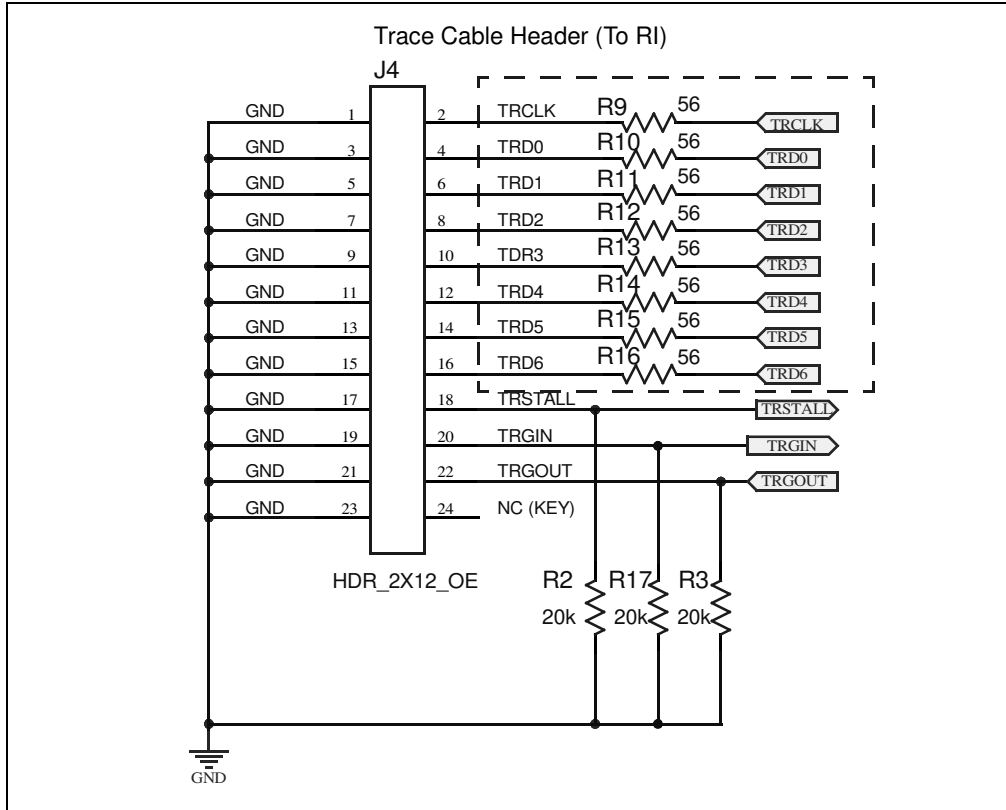 Trace Cable Header (To RI)
J4
GND 1 2 TRCLK R9 56 TRCLK
GND 3 4 TRD0 R10 56 TRD0
GND 5 6 TRD1 R11 56 TRD1
GND 7 8 TRD2 R12 56 TRD2
GND 9 10 TDR3 R13 56 TRD3
GND 11 12 TRD4 R14 56 TRD4
GND 13 14 TRD5 R15 56 TRD5
GND 15 16 TRD6 R16 56 TRD6
GND 17 18 TRSTALL TRSTALL
GND 19 20 TRGIN TRGIN
GND 21 22 TRGOUT TRGOUT
GND 23 24 NC (KEY)
HDR_2X12_OE R2 R17 R3
20k 20k 20k
GND